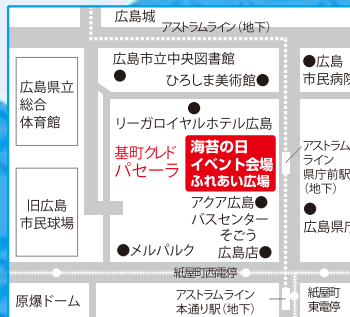 広島城
アストラムライン(地下)
広島市立中央図書館
ひろしま美術館
広島
市民病院
広島県立
総合
体育館
リーガロイヤルホテル広島
基町クレド
パセーラ
海苔の日
イベント会場
ふれあい広場
アストラム
ライン
県庁前駅
(地下)
旧広島
市民球場
アクア広島
バスセンター
そごう
広島店
広島県庁
メルパルク
紙屋町西電停
原爆ドーム
アストラムライン
本通り駅(地下)
紙屋町
東電停